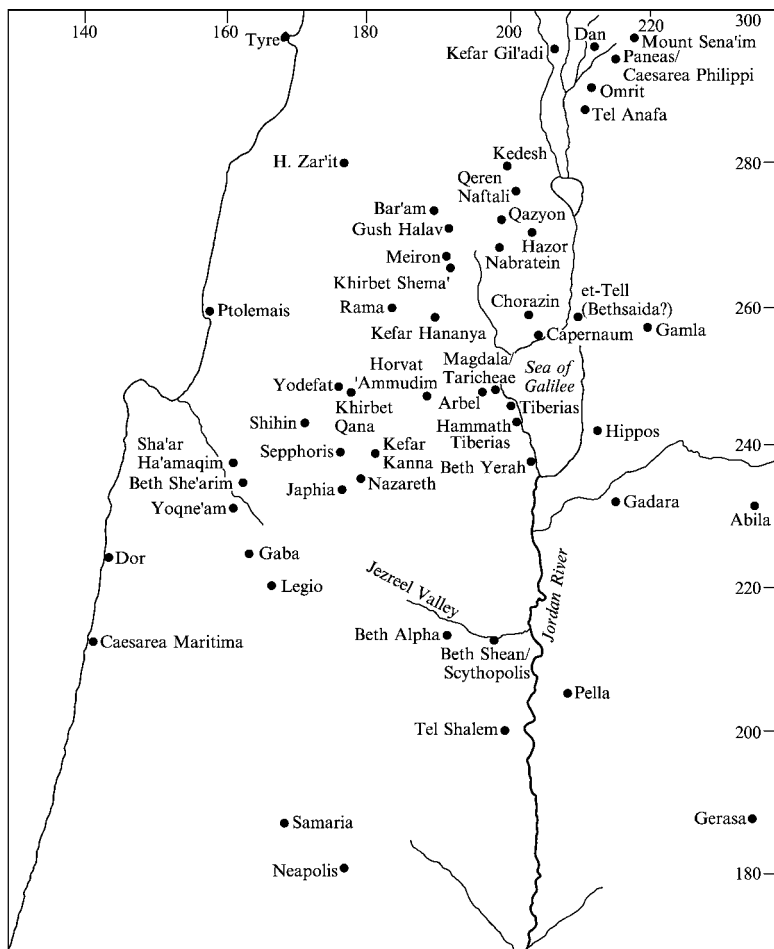 140
160
180
200
220
300
Tyre
Kefar Gil'adi
Dan
Mount Sena'im
Paneas/
Caesarea Philippi
Omrit
Tel Anafa
H. Zar'it
Kedesh
280
Qeren
Naftali
Bar'am
Qazyon
Gush Halav
Hazor
Meiron
Nabratein
Khirbet Shema'
et-Tell
(Bethsaida?)
Ptolemais
Rama
Chorazin
260
Kefar Hananya
Capernaum
Gamla
Magdala/
Taricheae
Horvat
'Ammudim
Sea of
Galilee
Yodefat
Khirbet
Qana
Arbel
Tiberias
Shihin
Hammath
Tiberias
Hippos
240
Sha'ar
Ha'amaqim
Sepphoris
Kefar
Kanna
Beth Yerah
Beth She'arim
Japhia
Nazareth
Yoqne'am
Gadara
Abila
Dor
Gaba
Legio
Jezreel Valley
Jordan River
220
Caesarea Maritima
Beth Alpha
Beth Shean/
Scythopolis
Pella
Tel Shalem
200
Samaria
Gerasa
Neapolis
180